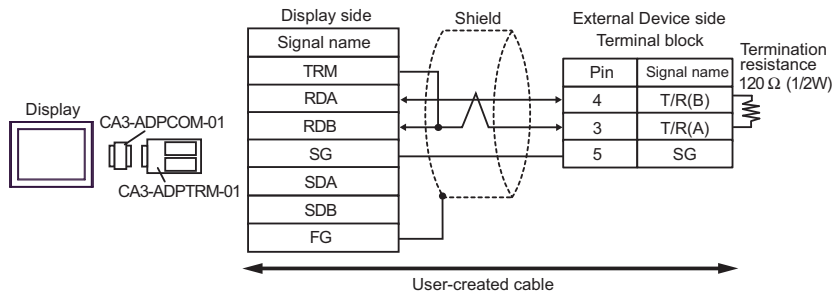 Display side
Shield
External Device side
Terminal block
Signal name
TRM
RDA
RDB
SG
SDA
SDB
FG
Pin
Signal name
4
T/R(B)
3
T/R(A)
5
SG
Termination
resistance
120 Ω (1/2W)
Display
CA3-ADPCOM-01
CA3-ADPTRM-01
User-created cable